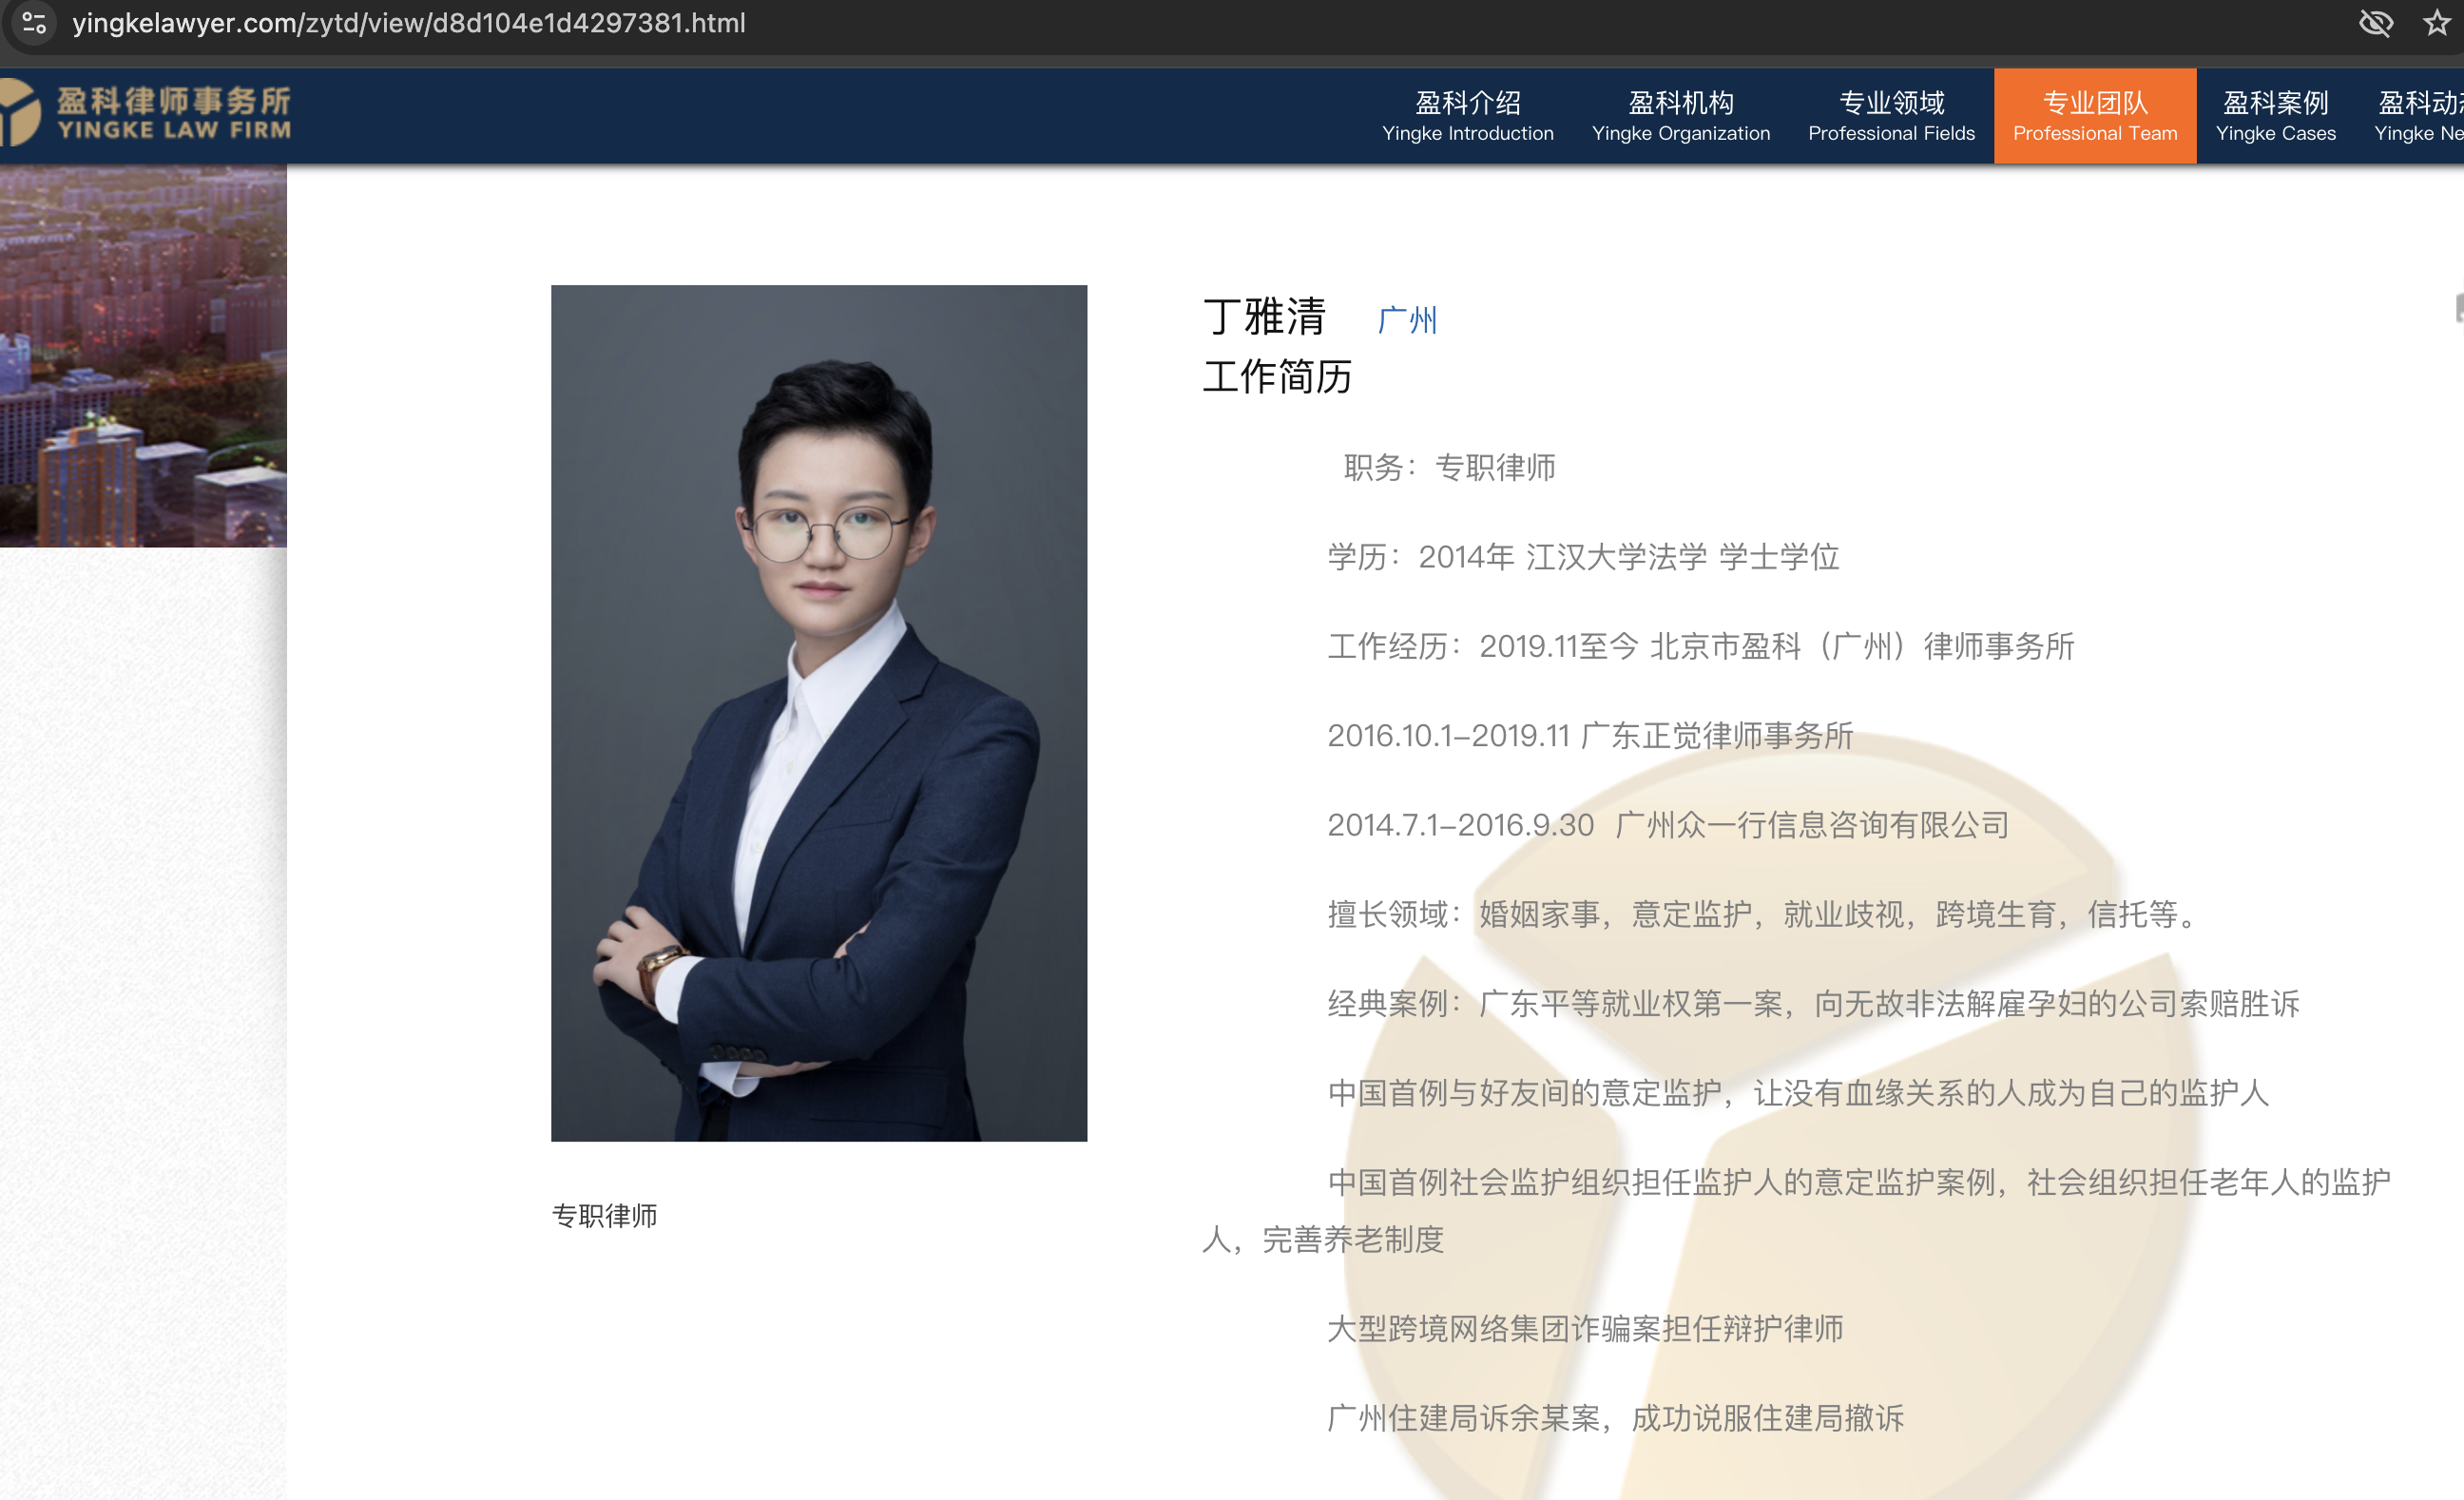 yingkelawyer.com/zytd/view/d8d104e1d4297381.html
盈科律师事务所
YINGKE LAW FIRM
盈科介绍
Yingke Introduction
盈科机构
Yingke Organization
专业领域
Professional Fields
专业团队
Professional Team
盈科案例
Yingke Cases
盈科动
Yingke Ne
丁雅清 广州
工作简历
职务：专职律师
学历：2014年 江汉大学法学 学士学位
工作经历：2019.11至今 北京市盈科（广州）律师事务所
2016.10.1-2019.11 广东正觉律师事务所
2014.7.1-2016.9.30 广州众一行信息咨询有限公司
擅长领域：婚姻家事，意定监护，就业歧视，跨境生育，信托等。
经典案例：广东平等就业权第一案，向无故非法解雇孕妇的公司索赔胜诉
中国首例与好友间的意定监护，让没有血缘关系的人成为自己的监护人
中国首例社会监护组织担任监护人的意定监护案例，社会组织担任老年人的监护
人，完善养老制度
大型跨境网络集团诈骗案担任辩护律师
广州住建局诉余某案，成功说服住建局撤诉
专职律师